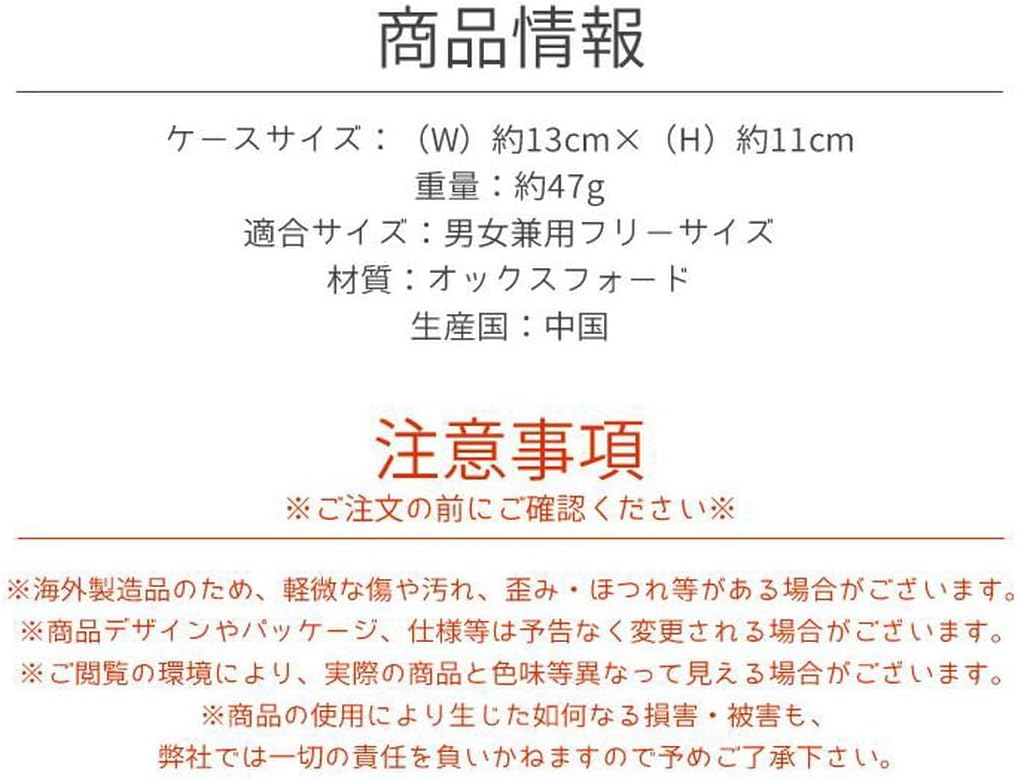 商品情報
ケースサイズ：（W）約13cm×（H）約11cm
重量：約47g
適合サイズ：男女兼用フリーサイズ
材質：オックスフォード
生産国：中国
注意事項
※ご注文の前にご確認ください※
※海外製造品のため、軽微な傷や汚れ、歪み・ほつれ等がある場合がございます。
※商品デザインやパッケージ、仕様等は予告なく変更される場合がございます。
※ご閲覧の環境により、実際の商品と色味等異なって見える場合がございます。
※商品の使用により生じた如何なる損害・被害も、
弊社では一切の責任を負いかねますので予めご了承下さい。